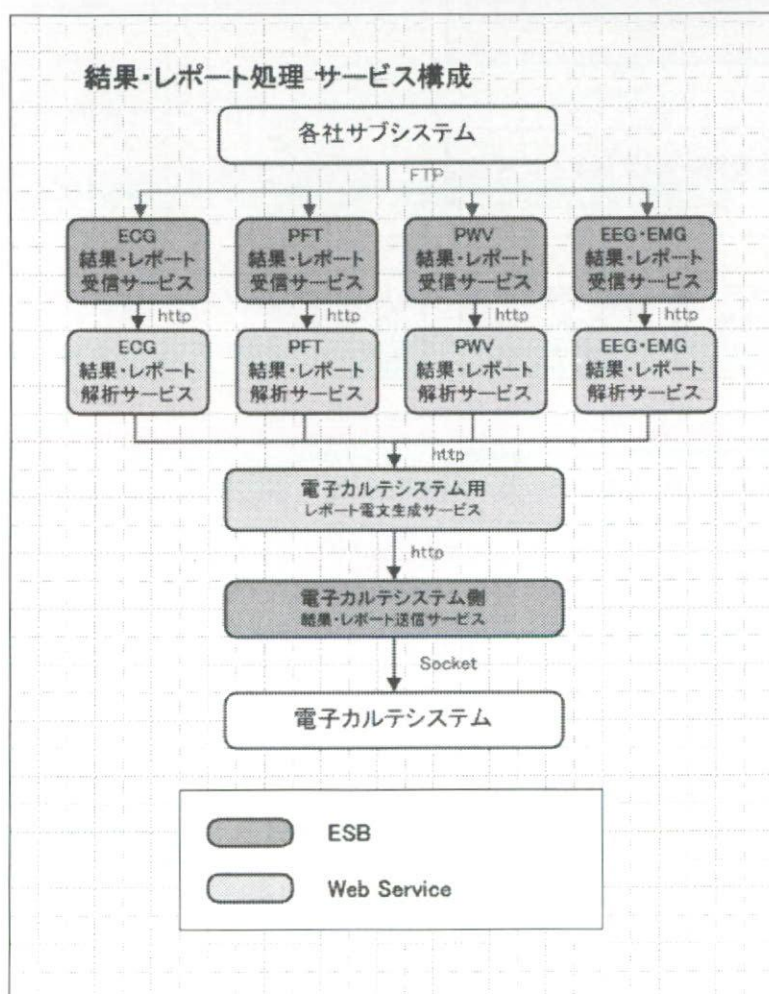 結果・レポート処理 サービス構成
各社サブシステム
FTP
ECG
結果・レポート
受信サービス
PFT
結果・レポート
受信サービス
PWV
結果・レポート
受信サービス
EEG・EMG
結果・レポート
受信サービス
http
http
http
http
ECG
結果・レポート
解析サービス
PFT
結果・レポート
解析サービス
PWV
結果・レポート
解析サービス
EEG・EMG
結果・レポート
解析サービス
http
電子カルテシステム用
レポート電文生成サービス
http
電子カルテシステム側
結果・レポート送信サービス
Socket
電子カルテシステム
ESB
Web Service